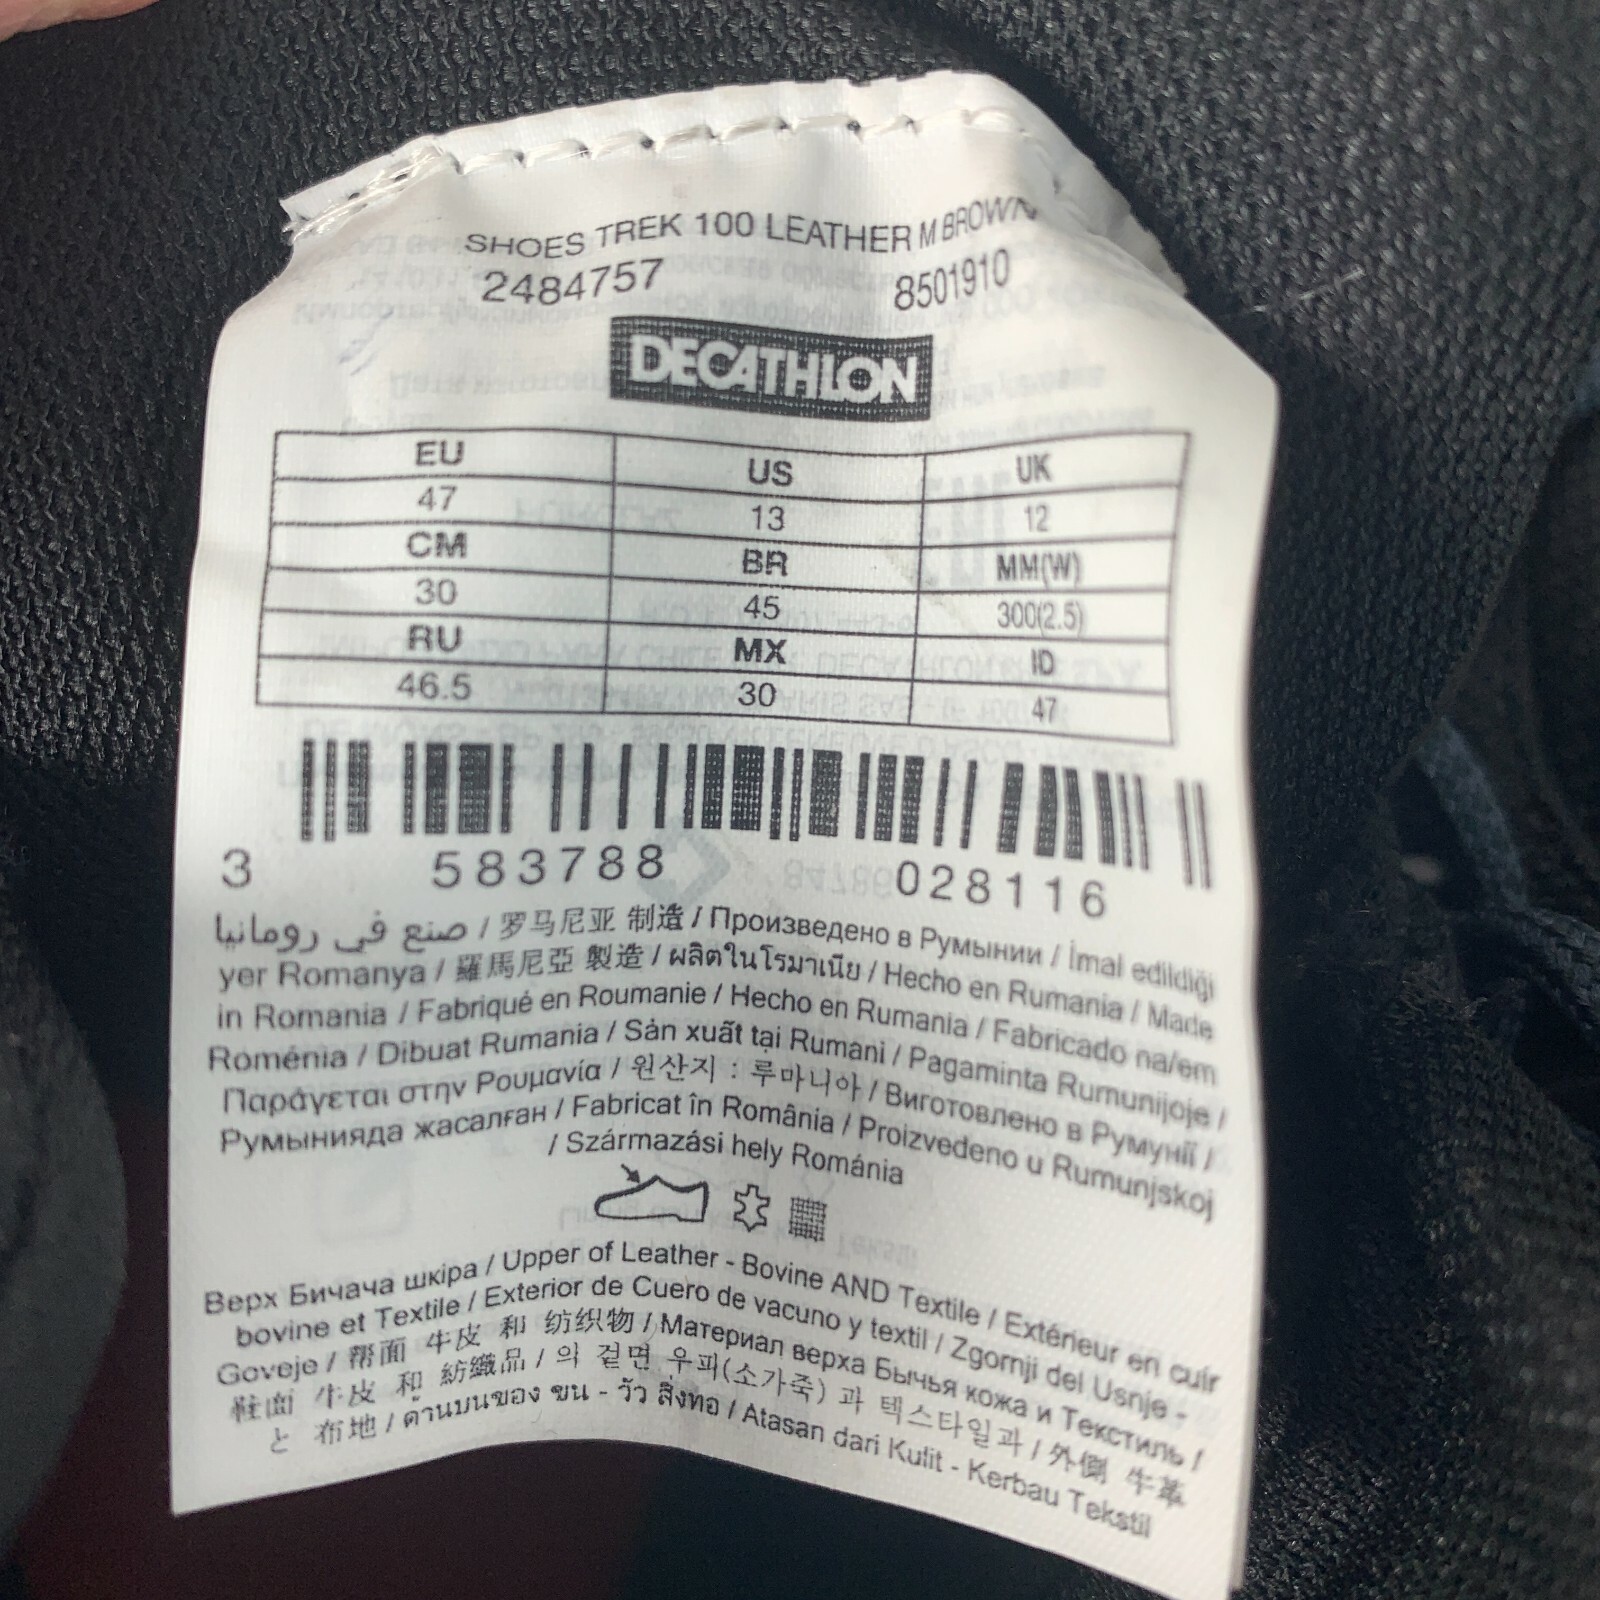 SHOES TREK 100 LEATHER M BROWN
2484757 8501910
DECATHLON
EU US UK
47 13 12
CM BR MM(W)
30 45 300(2.5)
RU MX ID
46.5 30 47
3 583788 028116
صنع في رومانيا / 罗马尼亚 制造 / Произведено в Румынии / İmal edildiği
yer Romanya / 羅馬尼亞 製造 / ผลิตในโรมาเนีย / Hecho en Rumania / Made
in Romania / Fabriqué en Roumanie / Hecho en Rumania / Fabricado na/em
Roménia / Dibuat Rumania / Sản xuất tại Rumani / Pagaminta Rumunijoje /
Παράγεται στην Ρουμανία / 원산지 : 루마니아 / Виготовлено в Румунії /
Румынияда жасалған / Fabricat în România / Proizvedeno u Rumunjskoj
/ Származási hely Románia
Верх Бичача шкіра / Upper of Leather - Bovine AND Textile / Extérieur en cuir
bovine et Textile / Exterior de Cuero de vacuno y textil / Zgornji del Usnje -
Goveje / 帮面 牛皮 和 纺织物 / Материал верха Бычья кожа и Текстиль /
鞋面 牛皮 和 紡織品 / 의 겉면 우피(소가죽) 과 텍스타일과 / 外側 牛革
と 布地 / ด้านบนของ ขน - วัว สิ่งทอ / Atasan dari Kulit - Kerbau Tekstil